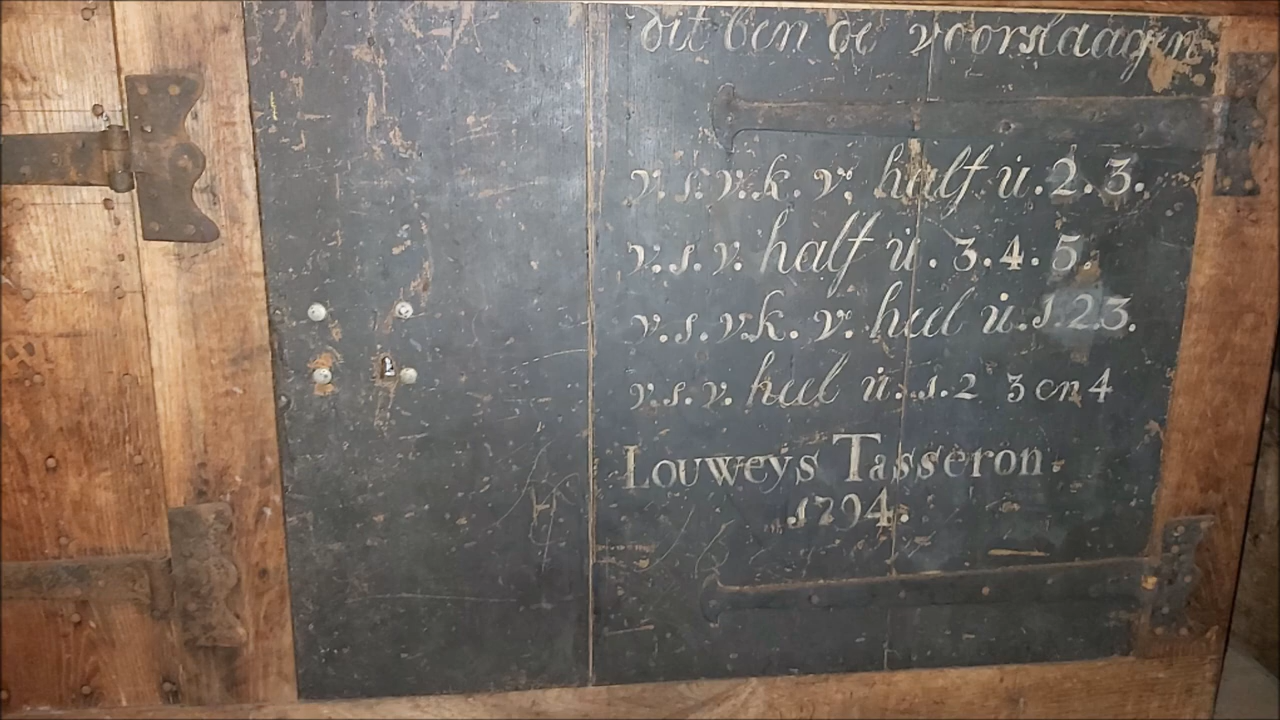 dit ben de voorslaagen
v.s.v.k. v. half ü. 2. 3.
v.s.v. half ü. 3. 4. 5.
v.s.v.k. v. heel ü. 1. 2 3.
v.s.v. heel ü. 1. 2 3 en 4
Louweÿs Tasseron.
1794.